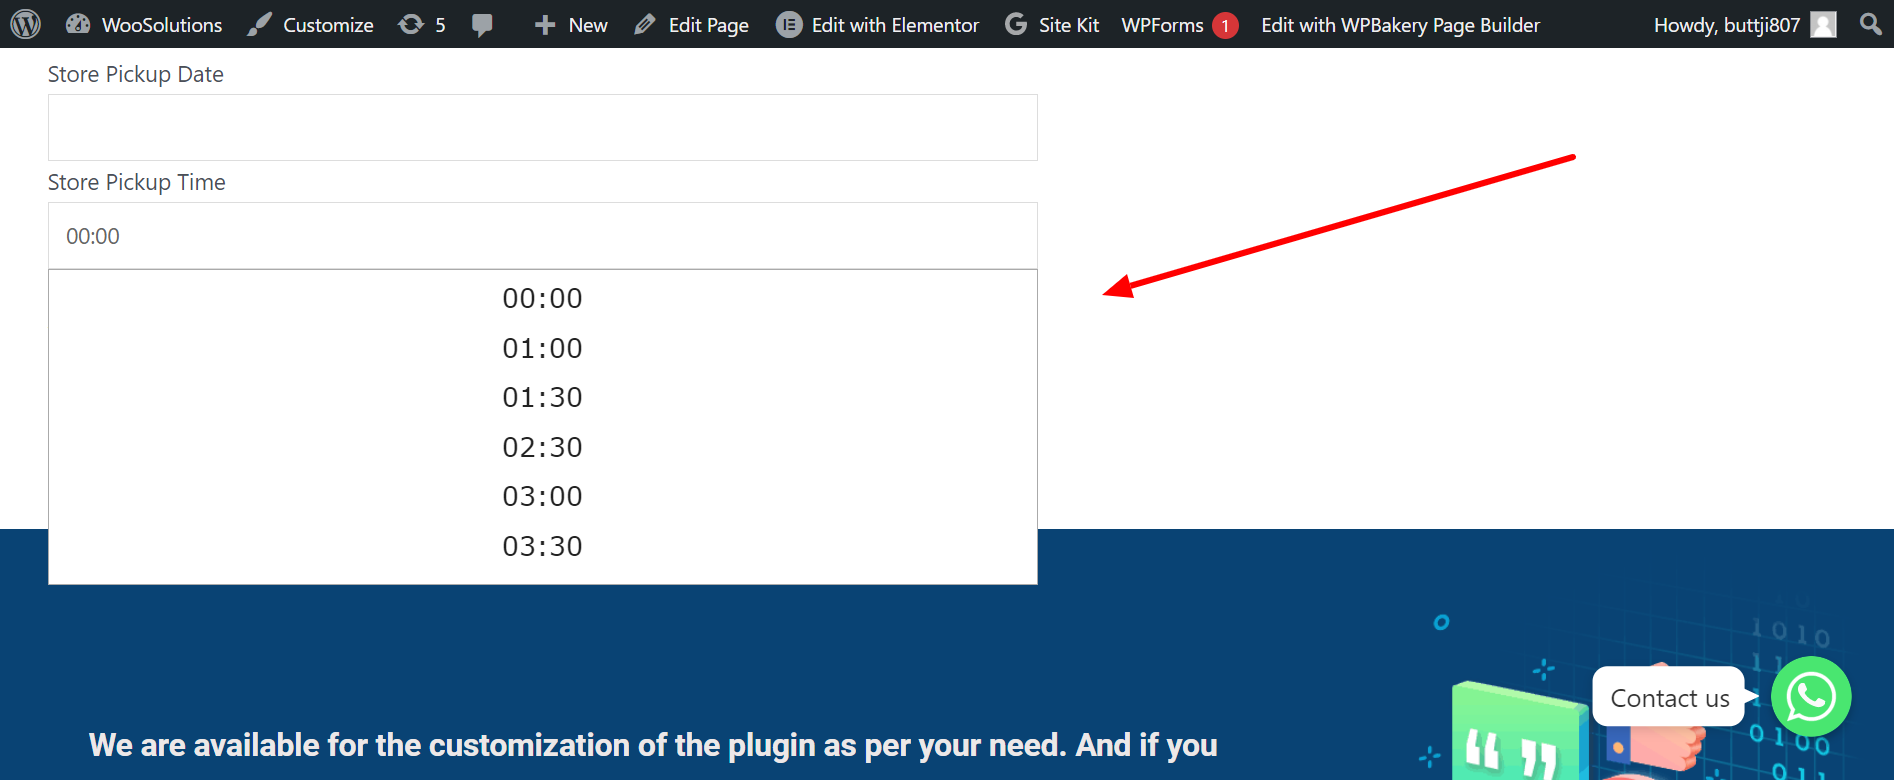 WooSolutions Customize 5 New Edit Page Edit with Elementor Site Kit WPForms 1 Edit with WPBakery Page Builder Howdy, buttji807
Store Pickup Date
Store Pickup Time
00:00
00:00
01:00
01:30
02:30
03:00
03:30
1010
Contact us
0100
We are available for the customization of the plugin as per your need. And if you